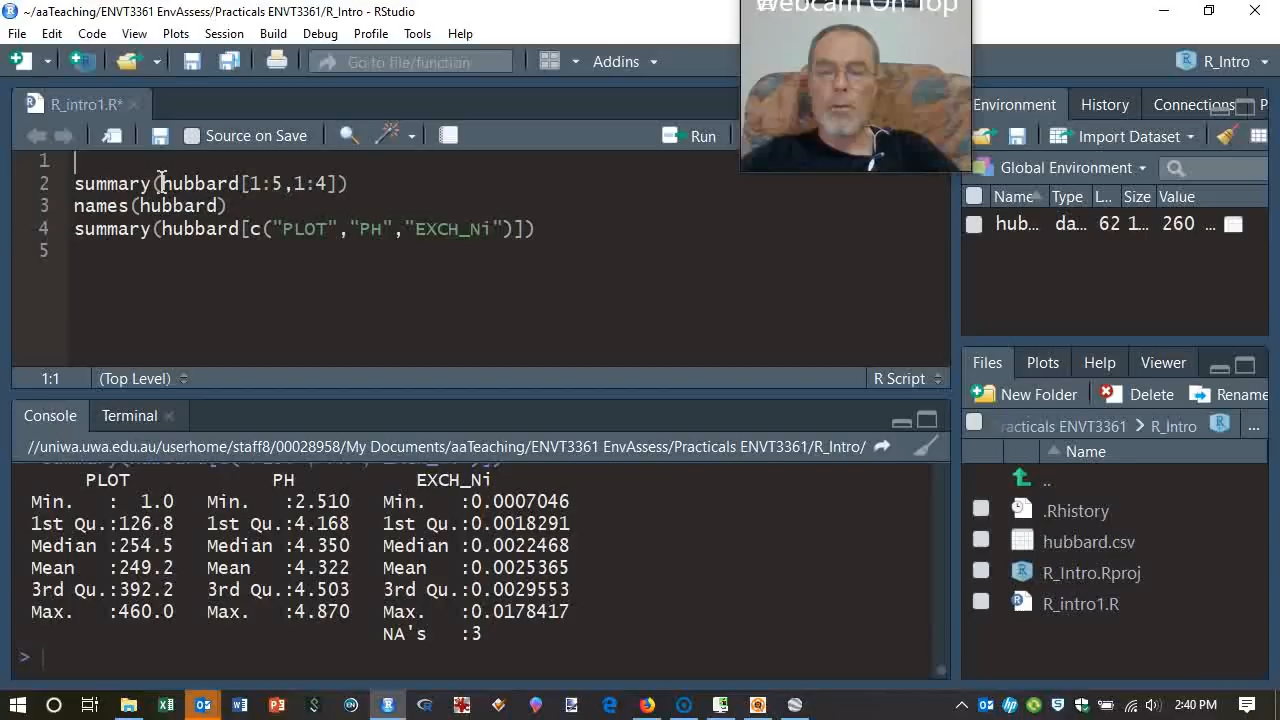 ~/aaTeaching/ENVT3361 EnvAssess/Practicals ENVT3361/R_Intro - RStudio
Webcam On Top
File Edit Code View Plots Session Build Debug Profile Tools Help
Go to file/function
Addins
R_Intro
R_intro1.R*
Source on Save
Run
1
2 summary(hubbard[1:5,1:4])
3 names(hubbard)
4 summary(hubbard[c("PLOT","PH","EXCH_Ni")])
5
1:1 (Top Level) R Script
Environment History Connections P
Import Dataset
Global Environment
Name Type L... Size Value
hub... da... 62 1... 260 ...
Console Terminal
//uniwa.uwa.edu.au/userhome/staff8/00028958/My Documents/aaTeaching/ENVT3361 EnvAssess/Practicals ENVT3361/R_Intro/
PLOT PH EXCH_Ni
Min. : 1.0 Min. :2.510 Min. :0.0007046
1st Qu.:126.8 1st Qu.:4.168 1st Qu.:0.0018291
Median :254.5 Median :4.350 Median :0.0022468
Mean :249.2 Mean :4.322 Mean :0.0025365
3rd Qu.:392.2 3rd Qu.:4.503 3rd Qu.:0.0029553
Max. :460.0 Max. :4.870 Max. :0.0178417
NA's :3
>
Files Plots Help Viewer
New Folder Delete Rename
racticals ENVT3361 R_Intro ...
Name
..
.Rhistory
hubbard.csv
R_Intro.Rproj
R_intro1.R
2:40 PM